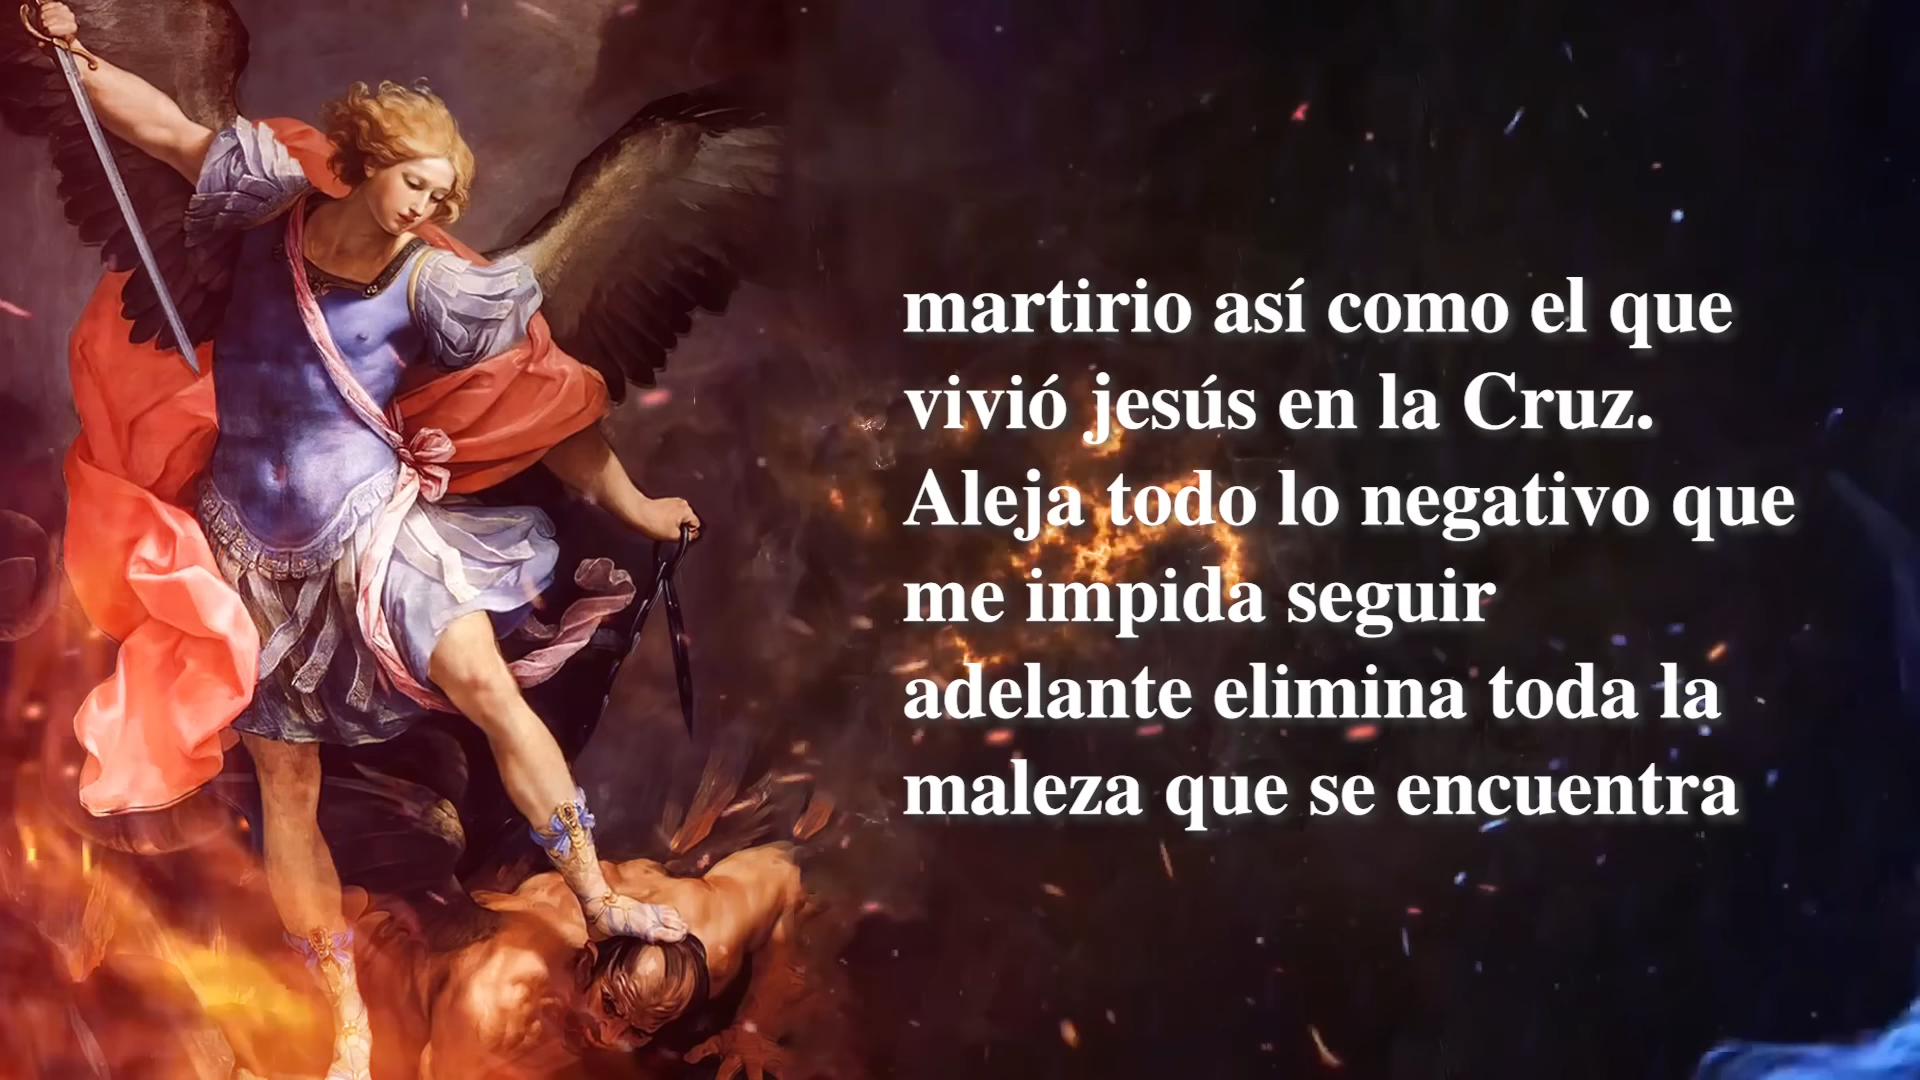 martirio así como el que
vivió jesús en la Cruz.
Aleja todo lo negativo que
me impida seguir
adelante elimina toda la
maleza que se encuentra